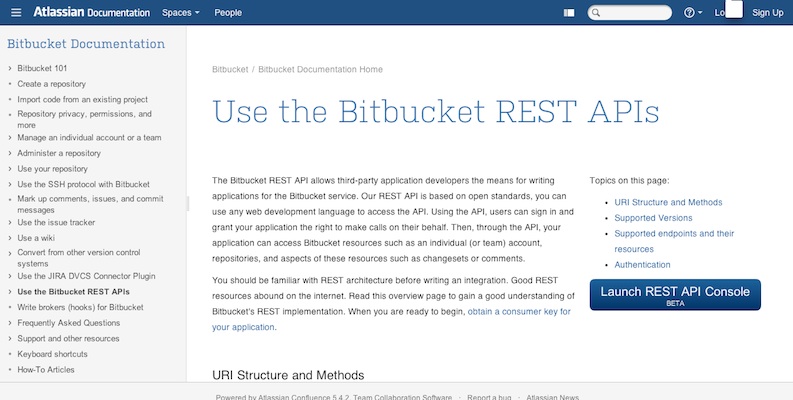 Atlassian Documentation Spaces People Sign Up
Bitbucket Documentation
Bitbucket 101
Create a repository
Import code from an existing project
Repository privacy, permissions, and
more
Manage an individual account or a team
Administer a repository
Use your repository
Use the SSH protocol with Bitbucket
Mark up comments, issues, and commit
messages
Use the issue tracker
Use a wiki
Convert from other version control
systems
Use the JIRA DVCS Connector Plugin
Use the Bitbucket REST APIs
Write brokers (hooks) for Bitbucket
Frequently Asked Questions
Support and other resources
Keyboard shortcuts
How-To Articles
Bitbucket / Bitbucket Documentation Home
Use the Bitbucket REST APIs
The Bitbucket REST API allows third-party application developers the means for writing
applications for the Bitbucket service. Our REST API is based on open standards, you can
use any web development language to access the API. Using the API, users can sign in and
grant your application the right to make calls on their behalf. Then, through the API, your
application can access Bitbucket resources such as an individual (or team) account,
repositories, and aspects of these resources such as changesets or comments.
You should be familiar with REST architecture before writing an integration. Good REST
resources abound on the internet. Read this overview page to gain a good understanding of
Bitbucket's REST implementation. When you are ready to begin, obtain a consumer key for
your application.
Topics on this page:
URI Structure and Methods
Supported Versions
Supported endpoints and their
resources
Authentication
Launch REST API Console
BETA
URI Structure and Methods
Powered by Atlassian Confluence 5.4.2, Team Collaboration Software · Report a bug · Atlassian News